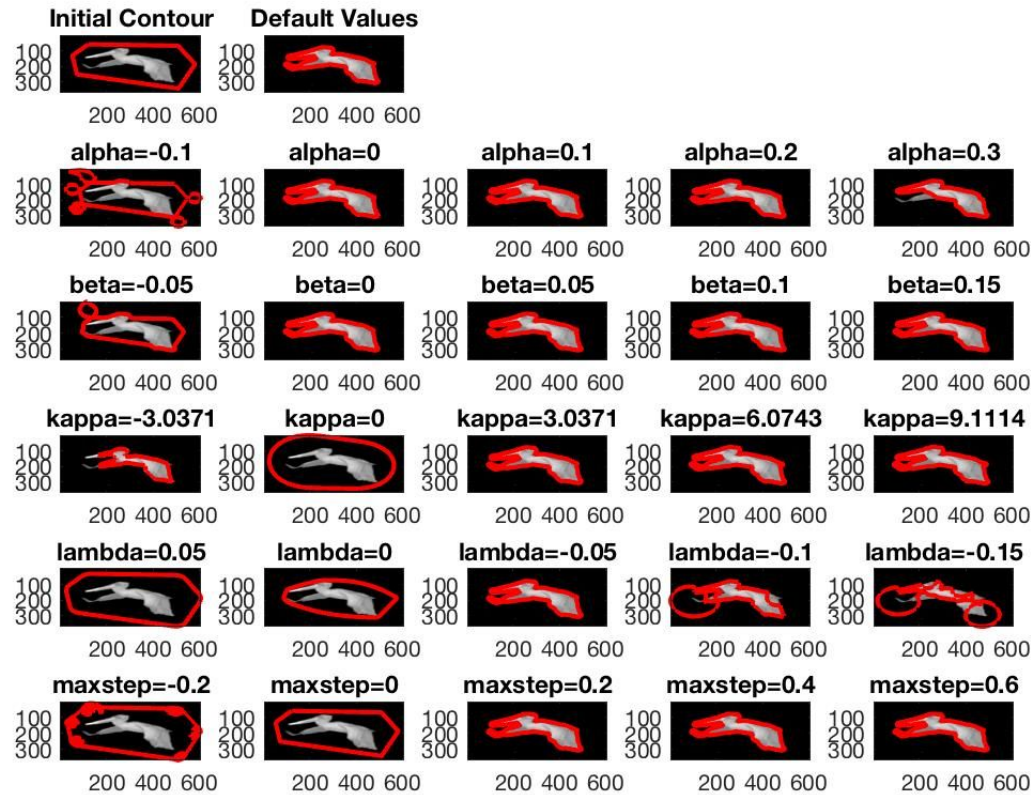 Initial Contour Default Values
100 100
200 200
300 300
200 400 600 200 400 600
alpha=-0.1 alpha=0 alpha=0.1 alpha=0.2 alpha=0.3
100 100 100 100 100
200 200 200 200 200
300 300 300 300 300
200 400 600 200 400 600 200 400 600 200 400 600 200 400 600
beta=-0.05 beta=0 beta=0.05 beta=0.1 beta=0.15
100 100 100 100 100
200 200 200 200 200
300 300 300 300 300
200 400 600 200 400 600 200 400 600 200 400 600 200 400 600
kappa=-3.0371 kappa=0 kappa=3.0371 kappa=6.0743 kappa=9.1114
100 100 100 100 100
200 200 200 200 200
300 300 300 300 300
200 400 600 200 400 600 200 400 600 200 400 600 200 400 600
lambda=0.05 lambda=0 lambda=-0.05 lambda=-0.1 lambda=-0.15
100 100 100 100 100
200 200 200 200 200
300 300 300 300 300
200 400 600 200 400 600 200 400 600 200 400 600 200 400 600
maxstep=-0.2 maxstep=0 maxstep=0.2 maxstep=0.4 maxstep=0.6
100 100 100 100 100
200 200 200 200 200
300 300 300 300 300
200 400 600 200 400 600 200 400 600 200 400 600 200 400 600